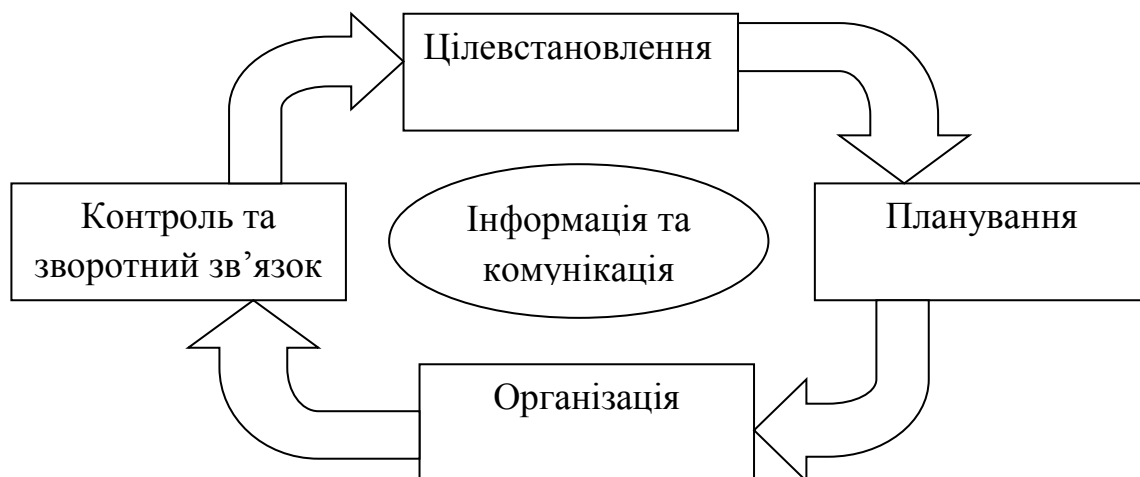 Цілевстановлення
Контроль та
зворотний зв’язок
Інформація та
комунікація
Планування
Організація